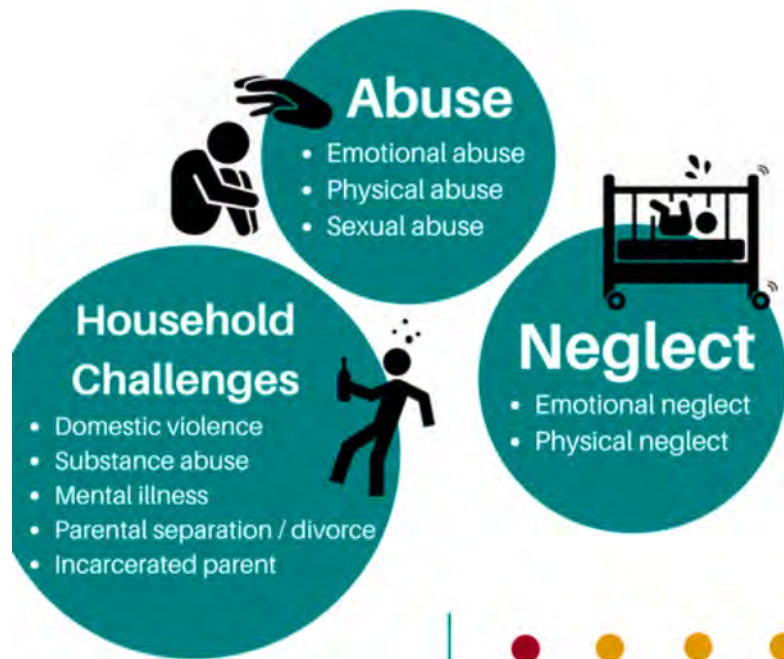 Abuse
• Emotional abuse
• Physical abuse
• Sexual abuse
Household
Challenges
• Domestic violence
• Substance abuse
• Mental illness
• Parental separation / divorce
• Incarcerated parent
Neglect
• Emotional neglect
• Physical neglect